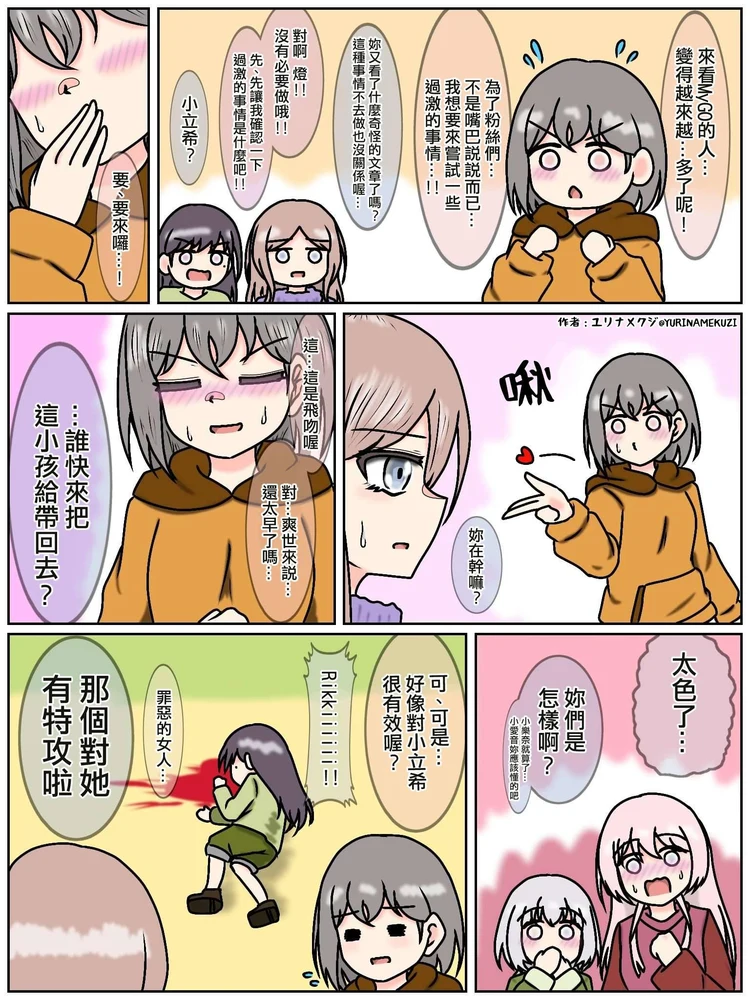 來看MyGO的人…
變得越來越…多了呢！
為了粉絲們…
不是嘴巴說說而已…
我想要來嘗試一些
過激的事情…!!
妳又看了什麼奇怪的文章了嗎?
這種事情不去做也沒關係喔…
對啊 燈!!
沒有必要做哦!!
先、先讓我確認一下
過激的事情是什麼吧!!
小立希?
要、要來囉…!
作者:ユリナメクジ@YURINAMEKUZI
啾
妳在幹嘛?
這…這是飛吻喔
對…爽世來說…
還太早了嗎…
…誰快來把
這小孩給帶回去?
太色了…
妳們是
怎樣啊?
小樂奈就算了…
小愛音妳應該懂的吧
可、可是…
好像對小立希
很有效喔?
Rikkiiiiii!!
罪惡的女人…
那個對她
有特攻啦